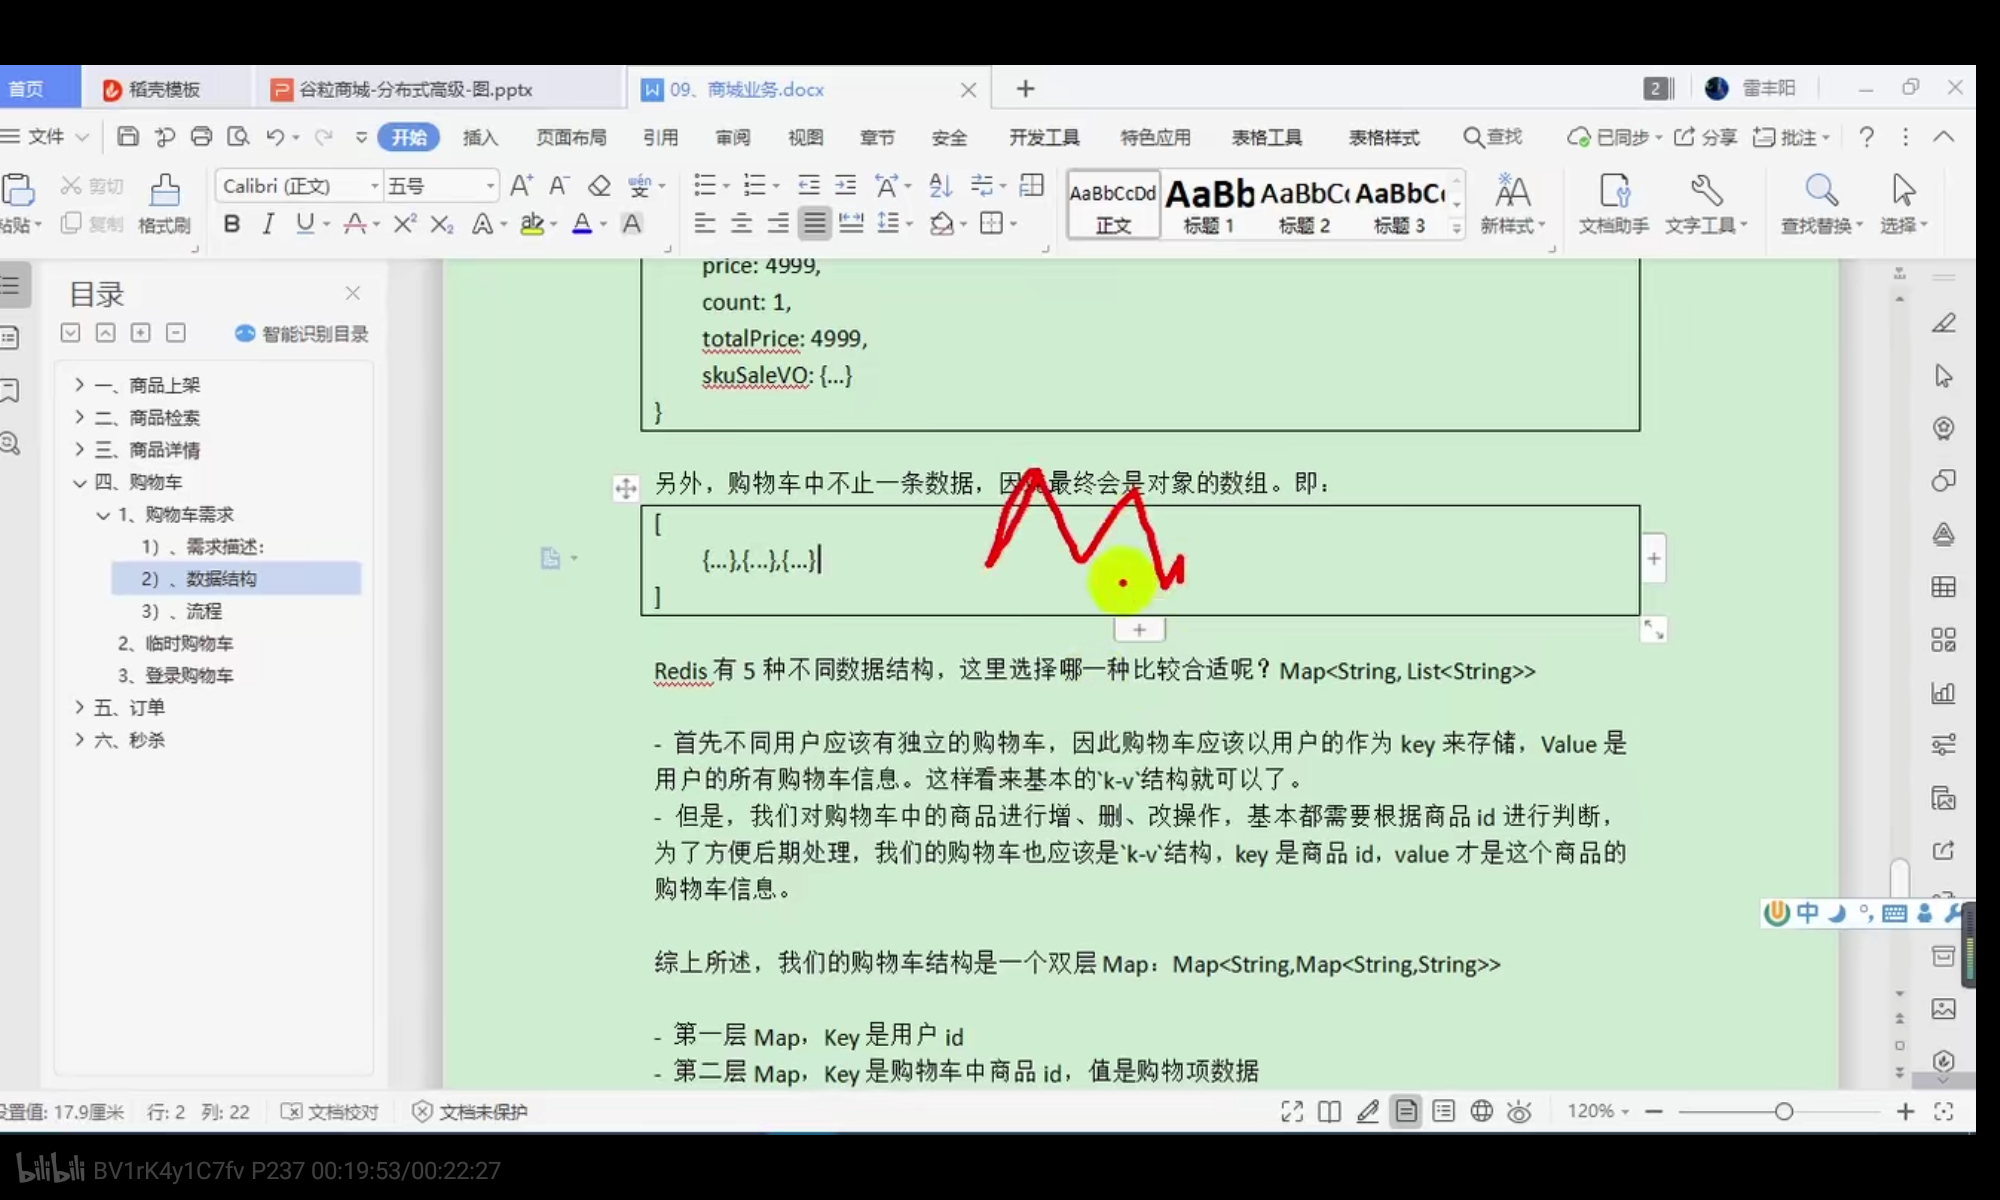 首页
稻壳模板
谷粒商城-分布式高级-图.pptx
09、商城业务.docx
2
雷丰阳
文件
开始
插入
页面布局
引用
审阅
视图
章节
安全
开发工具
特色应用
表格工具
表格样式
查找
已同步
分享
批注
剪切
复制
格式刷
Calibri (正文)
五号
AaBbCcDd
正文
标题 1
标题 2
标题 3
新样式
文档助手
文字工具
查找替换
选择
目录
智能识别目录
一、商品上架
二、商品检索
三、商品详情
四、购物车
1、购物车需求
1）、需求描述:
2）、数据结构
3）、流程
2、临时购物车
3、登录购物车
五、订单
六、秒杀
price: 4999,
count: 1,
totalPrice: 4999,
skuSaleVO: {...}
}
另外，购物车中不止一条数据，因最终会是对象的数组。即：
[
{...},{...},{...}
]
Redis 有 5 种不同数据结构，这里选择哪一种比较合适呢？Map<String, List<String>>
- 首先不同用户应该有独立的购物车，因此购物车应该以用户的作为 key 来存储，Value 是
用户的所有购物车信息。这样看来基本的`k-v`结构就可以了。
- 但是，我们对购物车中的商品进行增、删、改操作，基本都需要根据商品 id 进行判断，
为了方便后期处理，我们的购物车也应该是`k-v`结构，key 是商品 id，value 才是这个商品的
购物车信息。
综上所述，我们的购物车结构是一个双层 Map：Map<String,Map<String,String>>
- 第一层 Map，Key 是用户 id
- 第二层 Map，Key 是购物车中商品 id，值是购物项数据
中
设置值: 17.9厘米
行: 2
列: 22
文档校对
文档未保护
120%
bilibili BV1rK4y1C7fv P237 00:19:53/00:22:27